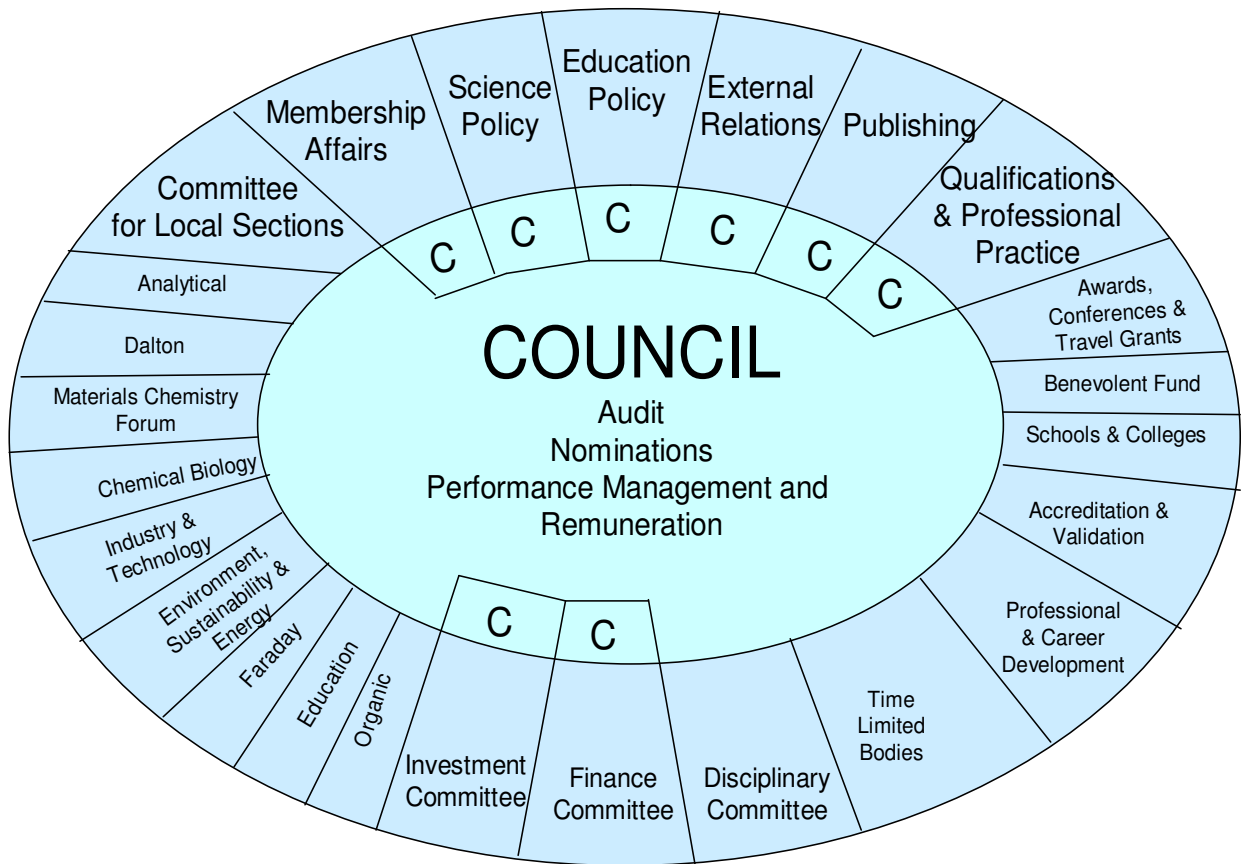 Education
Policy
Science
Policy
External
Relations
Membership
Affairs
Publishing
Committee
for Local Sections
Qualifications
& Professional
Practice
C
C
C
C
C
C
Analytical
Dalton
Materials Chemistry
Forum
Chemical Biology
Industry &
Technology
Environment,
Sustainability &
Energy
Faraday
Education
Organic
COUNCIL
Audit
Nominations
Performance Management and
Remuneration
C
C
Awards,
Conferences &
Travel Grants
Benevolent Fund
Schools & Colleges
Accreditation &
Validation
Professional
& Career
Development
Time
Limited
Bodies
Investment
Committee
Finance
Committee
Disciplinary
Committee